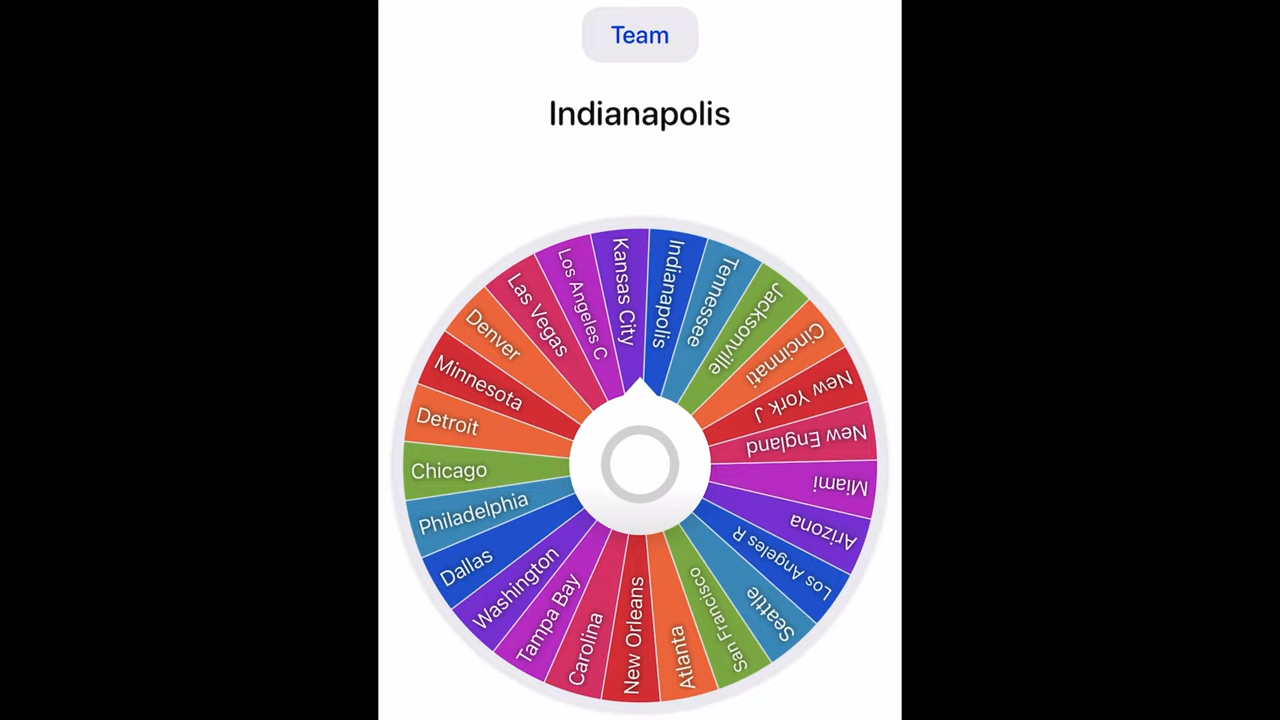 Team
Indianapolis
Kansas City
Indianapolis
Tennessee
Jacksonville
Cincinnati
New York J
New England
Miami
Arizona
Los Angeles R
Seattle
San Francisco
Atlanta
New Orleans
Carolina
Tampa Bay
Washington
Dallas
Philadelphia
Chicago
Detroit
Minnesota
Denver
Las Vegas
Los Angeles C